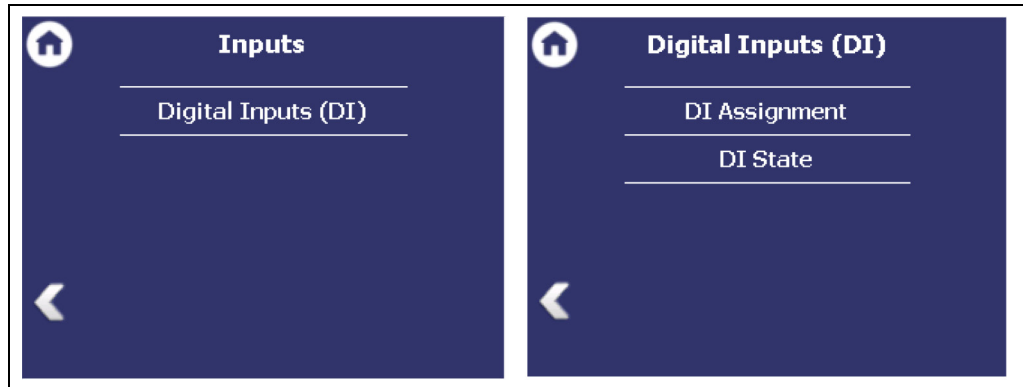 Inputs
Digital Inputs (DI)
Digital Inputs (DI)
DI Assignment
DI State